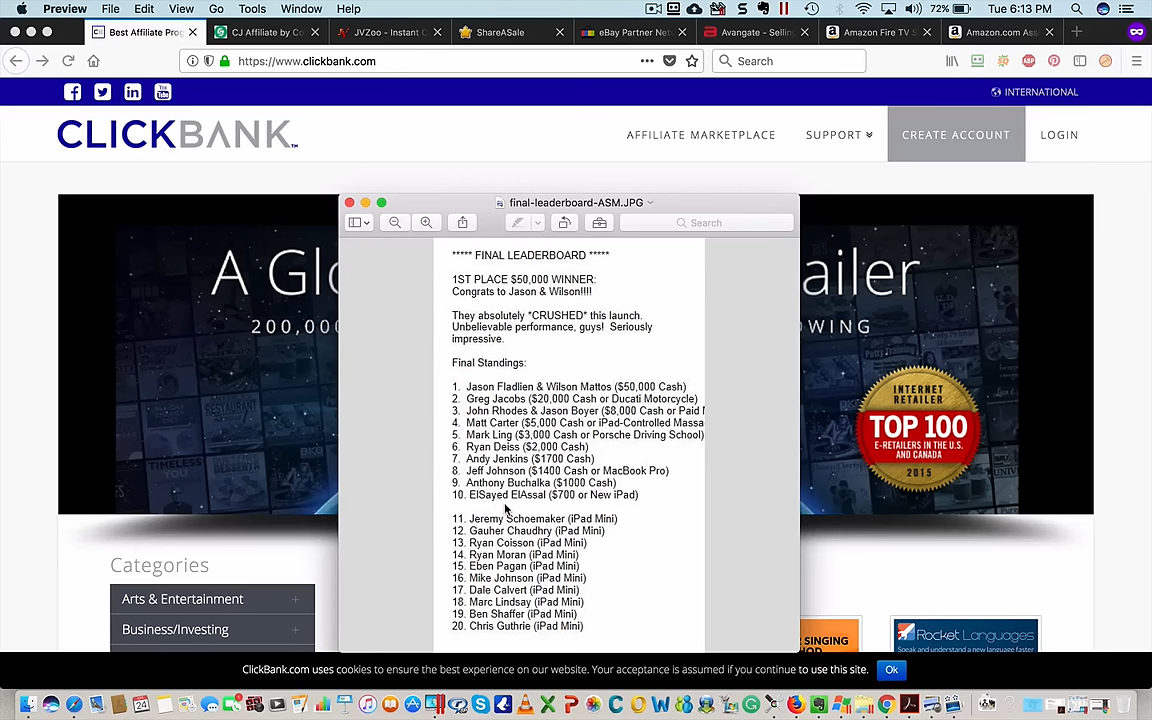 Preview File Edit View Go Tools Window Help 72% Tue 6:13 PM
Best Affiliate Prog CJ Affiliate by Co JVZoo - Instant C ShareASale eBay Partner Net Avangate - Selling Amazon Fire TV S Amazon.com Ass
https://www.clickbank.com Search
INTERNATIONAL
CLICKBANK AFFILIATE MARKETPLACE SUPPORT CREATE ACCOUNT LOGIN
final-leaderboard-ASM.JPG
Search
A Glo ailer
200,00 OWING
***** FINAL LEADERBOARD *****
1ST PLACE $50,000 WINNER:
Congrats to Jason & Wilson!!!!
They absolutely *CRUSHED* this launch.
Unbelievable performance, guys! Seriously
impressive.
Final Standings:
1. Jason Fladlien & Wilson Mattos ($50,000 Cash)
2. Greg Jacobs ($20,000 Cash or Ducati Motorcycle)
3. John Rhodes & Jason Boyer ($8,000 Cash or Paid
4. Matt Carter ($5,000 Cash or iPad-Controlled Massa
5. Mark Ling ($3,000 Cash or Porsche Driving School)
6. Ryan Deiss ($2,000 Cash)
7. Andy Jenkins ($1700 Cash)
8. Jeff Johnson ($1400 Cash or MacBook Pro)
9. Anthony Buchalka ($1000 Cash)
10. ElSayed ElAssal ($700 or New iPad)
11. Jeremy Schoemaker (iPad Mini)
12. Gauher Chaudhry (iPad Mini)
13. Ryan Coisson (iPad Mini)
14. Ryan Moran (iPad Mini)
15. Eben Pagan (iPad Mini)
16. Mike Johnson (iPad Mini)
17. Dale Calvert (iPad Mini)
18. Marc Lindsay (iPad Mini)
19. Ben Shaffer (iPad Mini)
20. Chris Guthrie (iPad Mini)
INTERNET
RETAILER
TOP 100
E-RETAILERS IN THE U.S.
AND CANADA
2015
Categories
Arts & Entertainment +
Business/Investing +
SINGING
Rocket Languages
Speak and understand a new language faster
ClickBank.com uses cookies to ensure the best experience on our website. Your acceptance is assumed if you continue to use this site. Ok